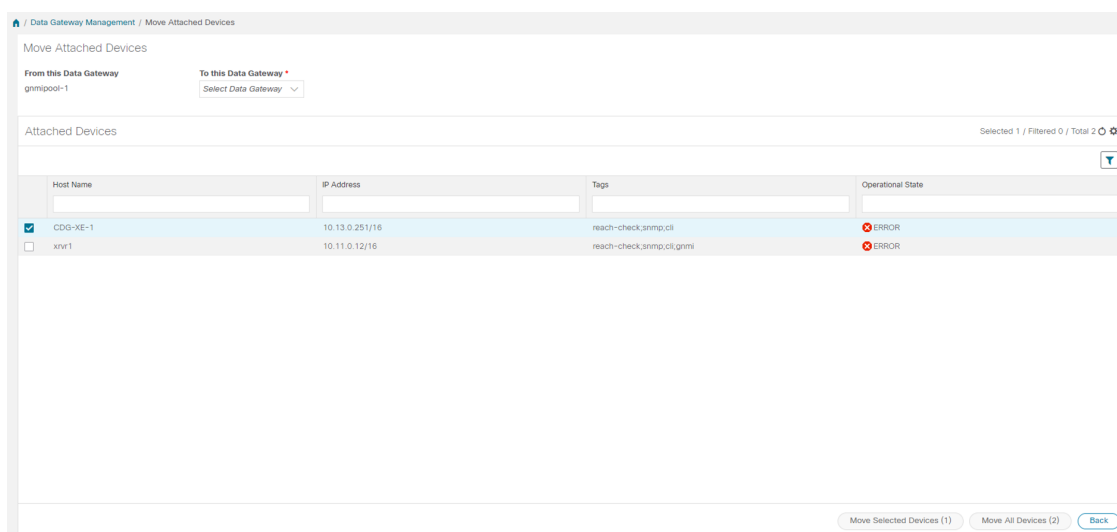 / Data Gateway Management / Move Attached Devices
Move Attached Devices
From this Data Gateway To this Data Gateway *
gnmipool-1 Select Data Gateway
Attached Devices Selected 1 / Filtered 0 / Total 2
Host Name IP Address Tags Operational State
CDG-XE-1 10.13.0.251/16 reach-check;snmp;cli ERROR
xrvr1 10.11.0.12/16 reach-check;snmp;cli;gnmi ERROR
Move Selected Devices (1) Move All Devices (2) Back